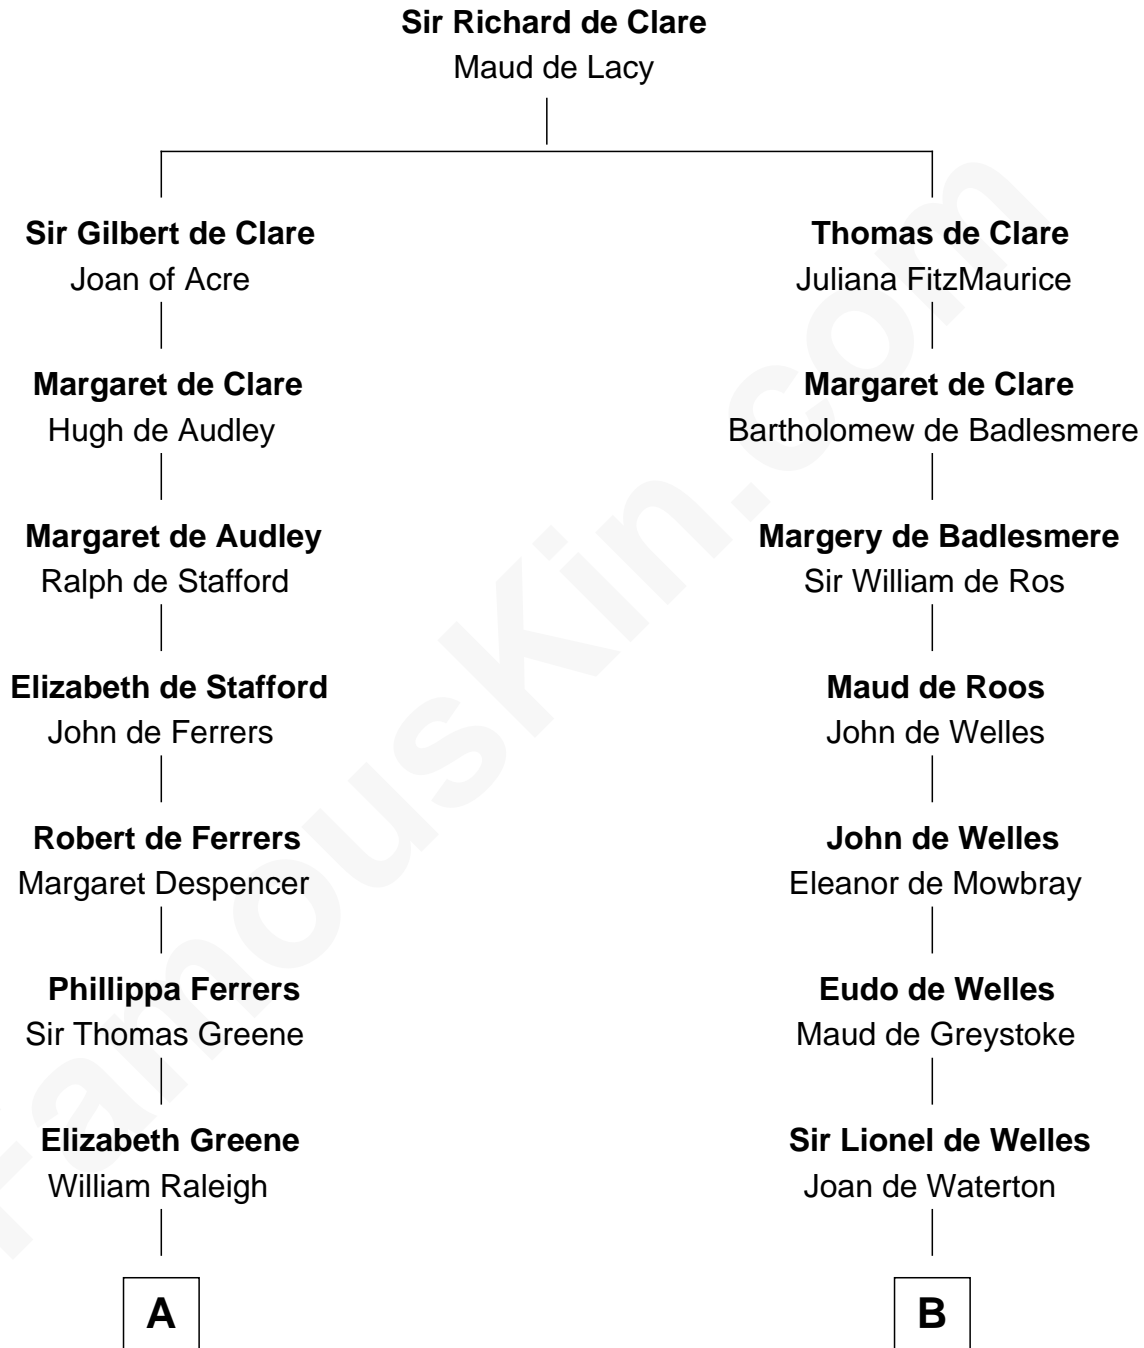 Sir Richard de Clare
Maud de Lacy
Sir Gilbert de Clare
Joan of Acre
Thomas de Clare
Juliana FitzMaurice
Margaret de Clare
Hugh de Audley
Margaret de Clare
Bartholomew de Badlesmere
Margaret de Audley
Ralph de Stafford
Margery de Badlesmere
Sir William de Ros
Elizabeth de Stafford
John de Ferrers
Maud de Roos
John de Welles
Robert de Ferrers
Margaret Despencer
John de Welles
Eleanor de Mowbray
Phillippa Ferrers
Sir Thomas Greene
Eudo de Welles
Maud de Greystoke
Elizabeth Greene
William Raleigh
Sir Lionel de Welles
Joan de Waterton
A
B
FamousKin.com